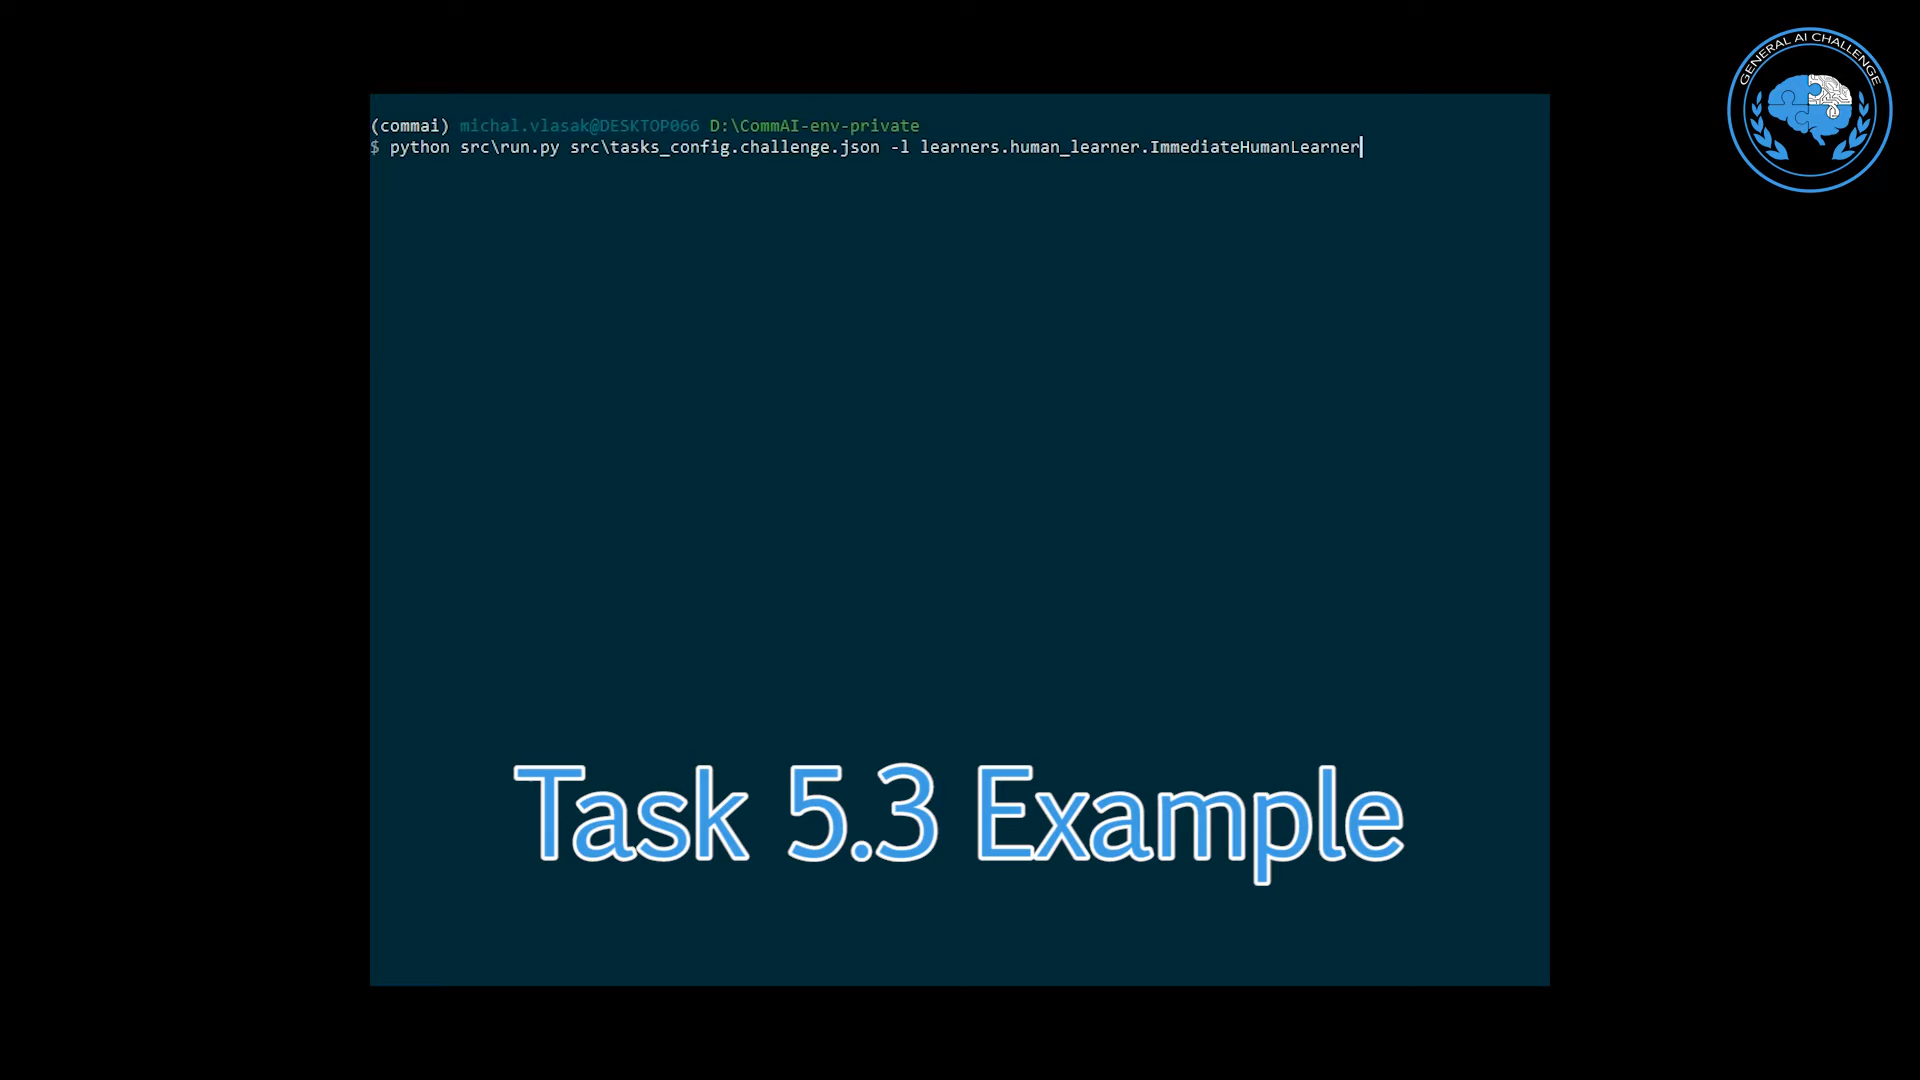 GENERAL AI CHALLENGE
(commai) michal.vlasak@DESKTOP066 D:\CommAI-env-private
$ python src\run.py src\tasks_config.challenge.json -l learners.human_learner.ImmediateHumanLearner
Task 5.3 Example